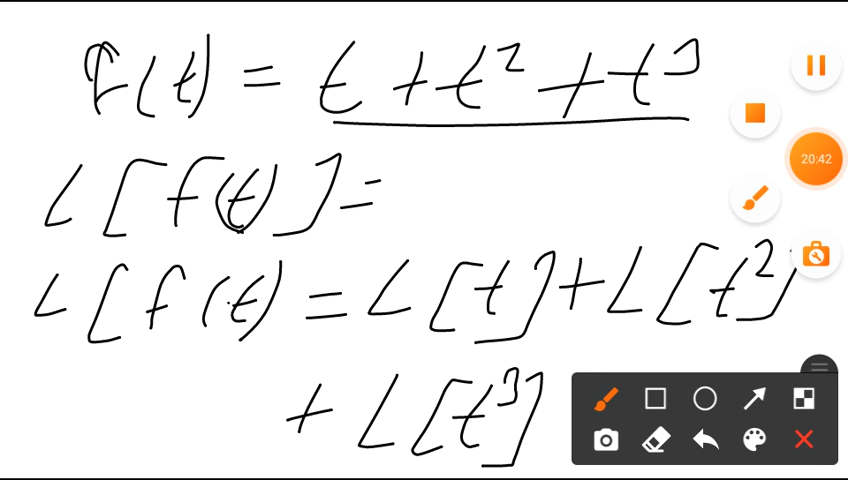 f(t) = t + t² + t³
L[f(t)] =
L[f(t) = L[t] + L[t²]
+ L[t³]
20:42